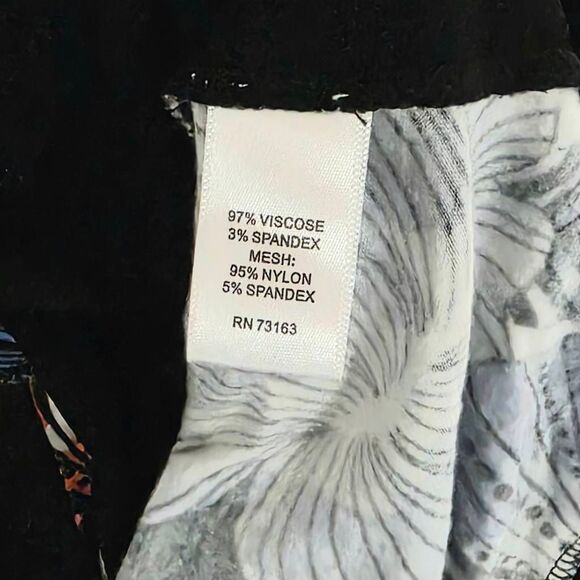 97% VISCOSE
3% SPANDEX
MESH:
95% NYLON
5% SPANDEX
RN 73163